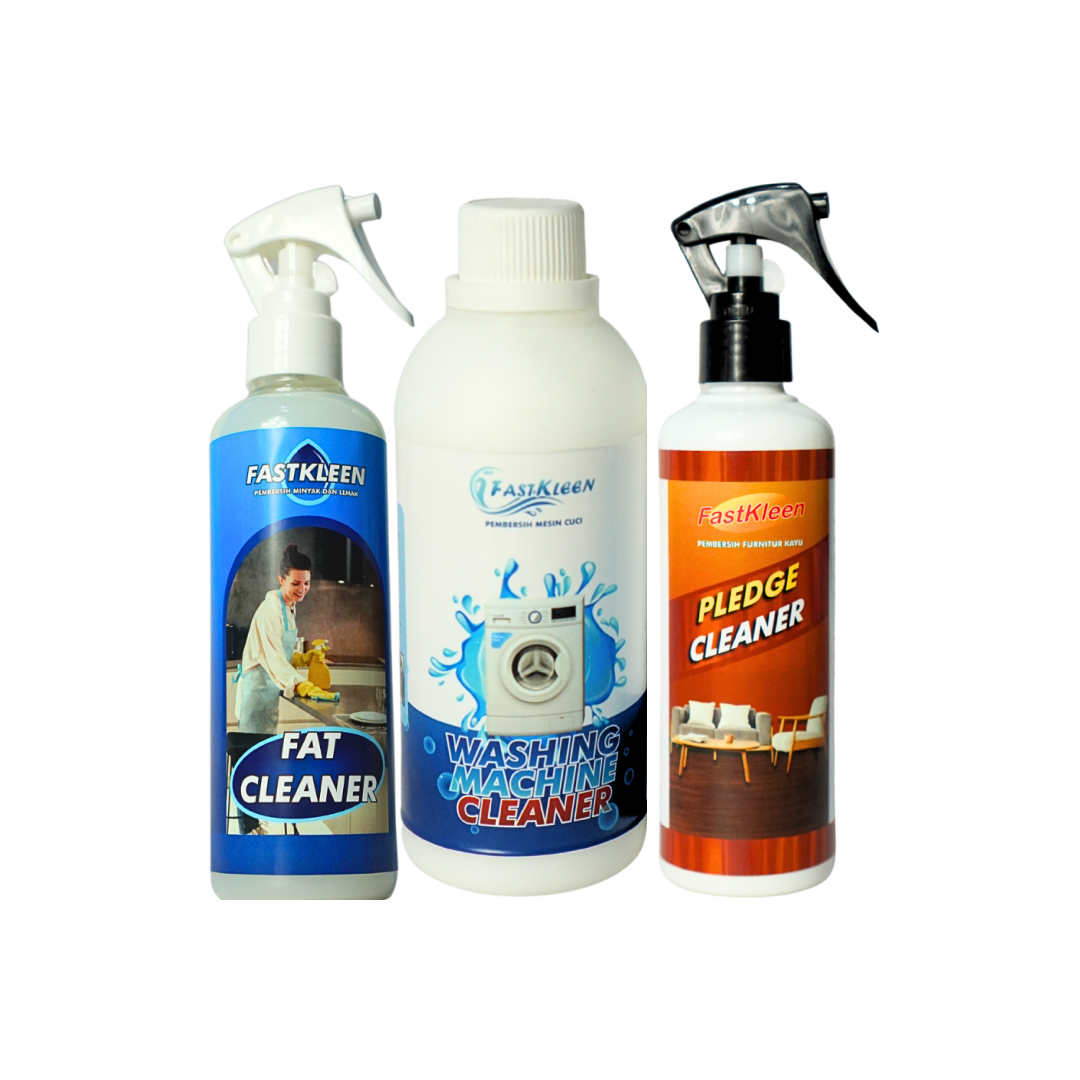 FASTKLEEN
PEMBERSIH MINYAK DAN LEMAK
FAT
CLEANER
FASTKLEEN
PEMBERSIH MESIN CUCI
WASHING
MACHINE
CLEANER
FastKleen
PEMBERSIH FURNITUR KAYU
PLEDGE
CLEANER